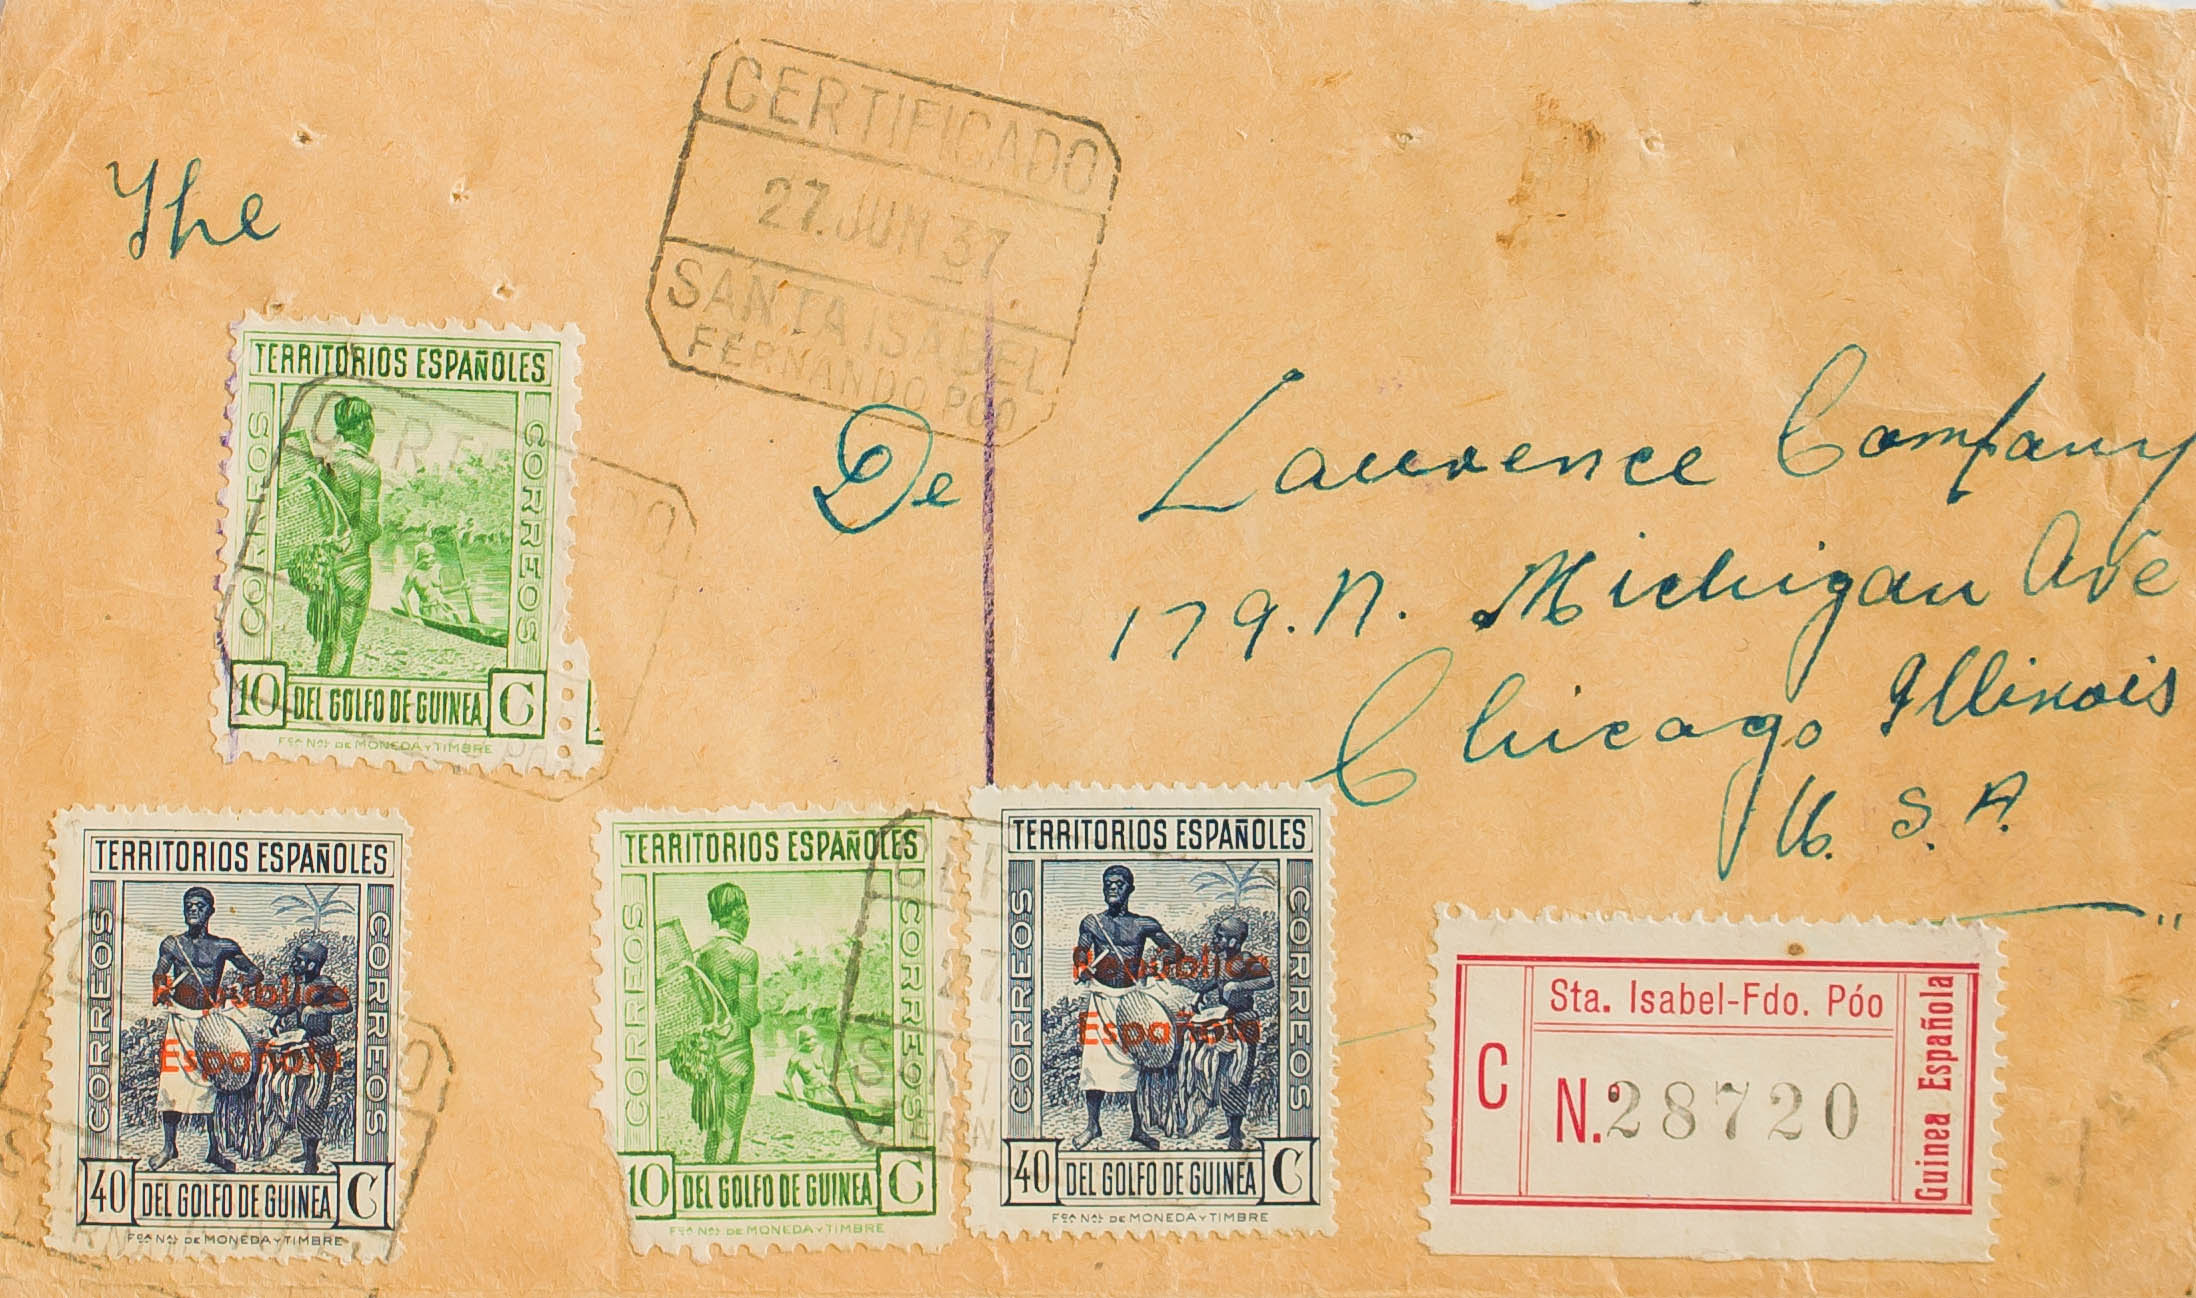 CERTIFICADO
27.JUN 37
SANTA ISABEL
FERNANDO PÓO
The
De Laurence Company
179. N. Michigan Ave
Chicago Illinois
U. S. A.
TERRITORIOS ESPAÑOLES
CORREOS
CORREOS
10 DEL GOLFO DE GUINEA C
Fca Nal DE MONEDA Y TIMBRE
CERTIFICADO
TERRITORIOS ESPAÑOLES
CORREOS
CORREOS
República
Española
40 DEL GOLFO DE GUINEA C
Fca Nal DE MONEDA Y TIMBRE
TERRITORIOS ESPAÑOLES
CORREOS
CORREOS
10 DEL GOLFO DE GUINEA C
Fca Nal DE MONEDA Y TIMBRE
TERRITORIOS ESPAÑOLES
CORREOS
CORREOS
República
Española
40 DEL GOLFO DE GUINEA C
Fca Nal DE MONEDA Y TIMBRE
C
Sta. Isabel-Fdo. Póo
N.º 28720
Guinea Española